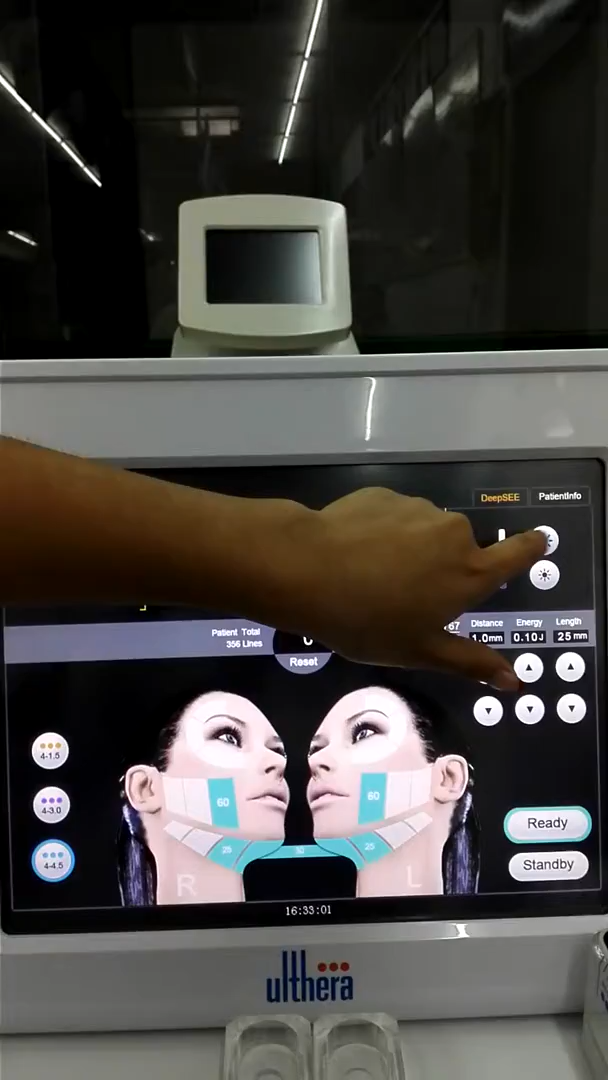 DeepSEE PatientInfo
67 Distance Energy Length
1.0mm 0.10J 25mm
Patient Total
356 Lines
Reset
4-1.5
4-3.0
4-4.5
60 60
25 30 25
R L
Ready
Standby
16:33:01
ulthera